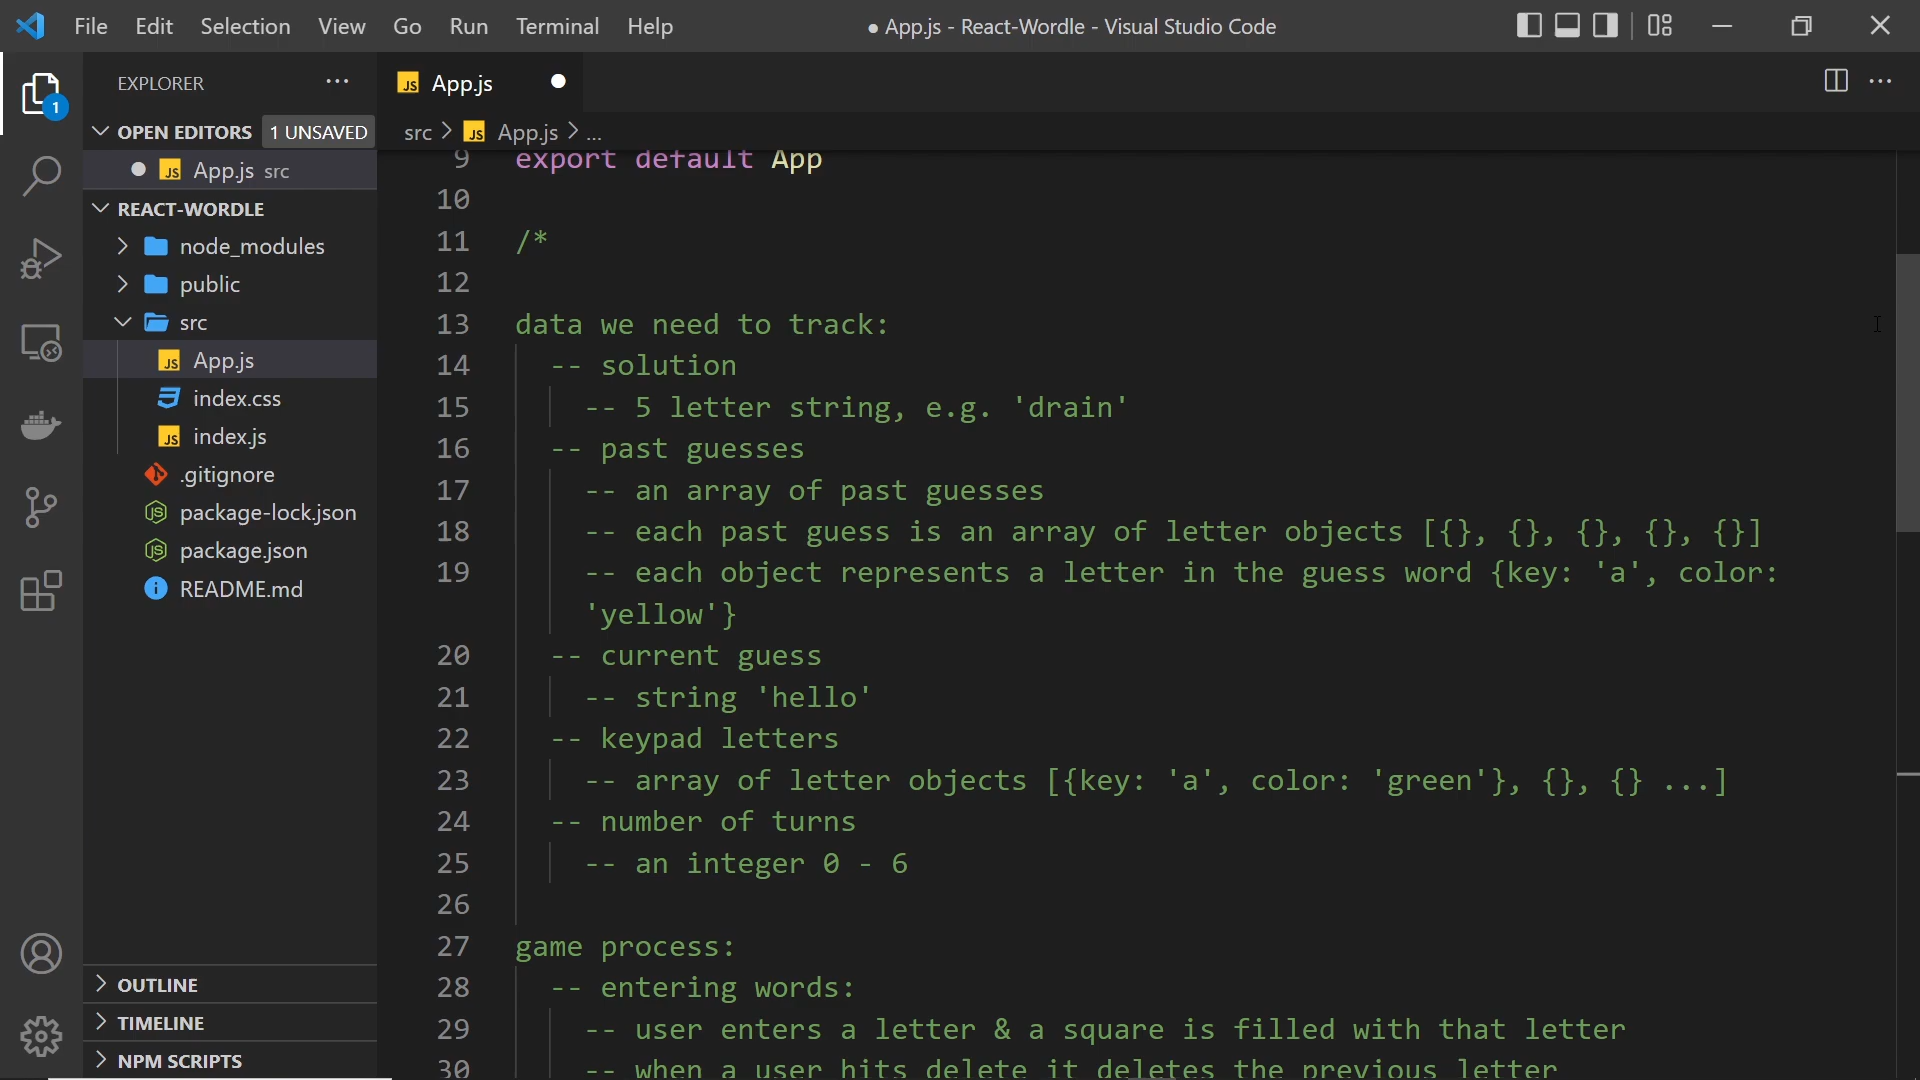 File Edit Selection View Go Run Terminal Help
● App.js - React-Wordle - Visual Studio Code
EXPLORER
OPEN EDITORS 1 UNSAVED
JS App.js src
REACT-WORDLE
node_modules
public
src
JS App.js
index.css
JS index.js
.gitignore
JS package-lock.json
JS package.json
README.md
OUTLINE
TIMELINE
NPM SCRIPTS
1
JS App.js
src > JS App.js > ...
9 export default App
10
11 /*
12
13 data we need to track:
14 -- solution
15 -- 5 letter string, e.g. 'drain'
16 -- past guesses
17 -- an array of past guesses
18 -- each past guess is an array of letter objects [{}, {}, {}, {}, {}]
19 -- each object represents a letter in the guess word {key: 'a', color:
'yellow'}
20 -- current guess
21 -- string 'hello'
22 -- keypad letters
23 -- array of letter objects [{key: 'a', color: 'green'}, {}, {} ...]
24 -- number of turns
25 -- an integer 0 - 6
26
27 game process:
28 -- entering words:
29 -- user enters a letter & a square is filled with that letter
30 -- when a user hits delete it deletes the previous letter